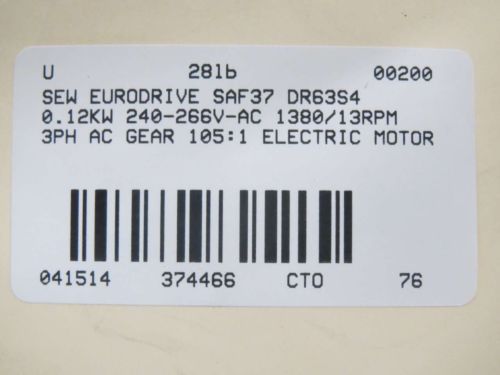 U 281b 00200
SEW EURODRIVE SAF37 DR63S4
0.12KW 240-266V-AC 1380/13RPM
3PH AC GEAR 105:1 ELECTRIC MOTOR
041514 374466 CTO 76